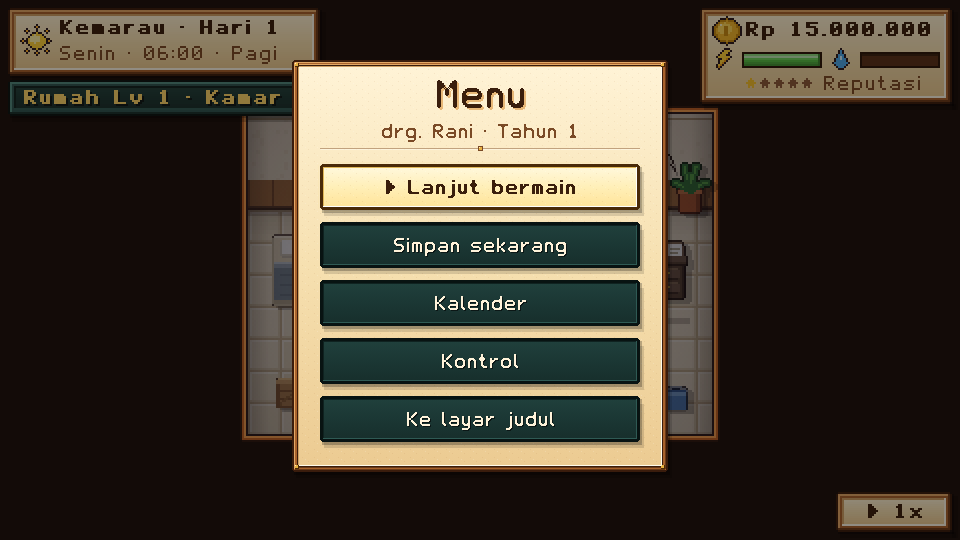 Kemarau · Hari 1
Senin · 06:00 · Pagi
Rumah Lv 1 · Kamar
Rp 15.000.000
Reputasi
Menu
drg. Rani · Tahun 1
Lanjut bermain
Simpan sekarang
Kalender
Kontrol
Ke layar judul
1x